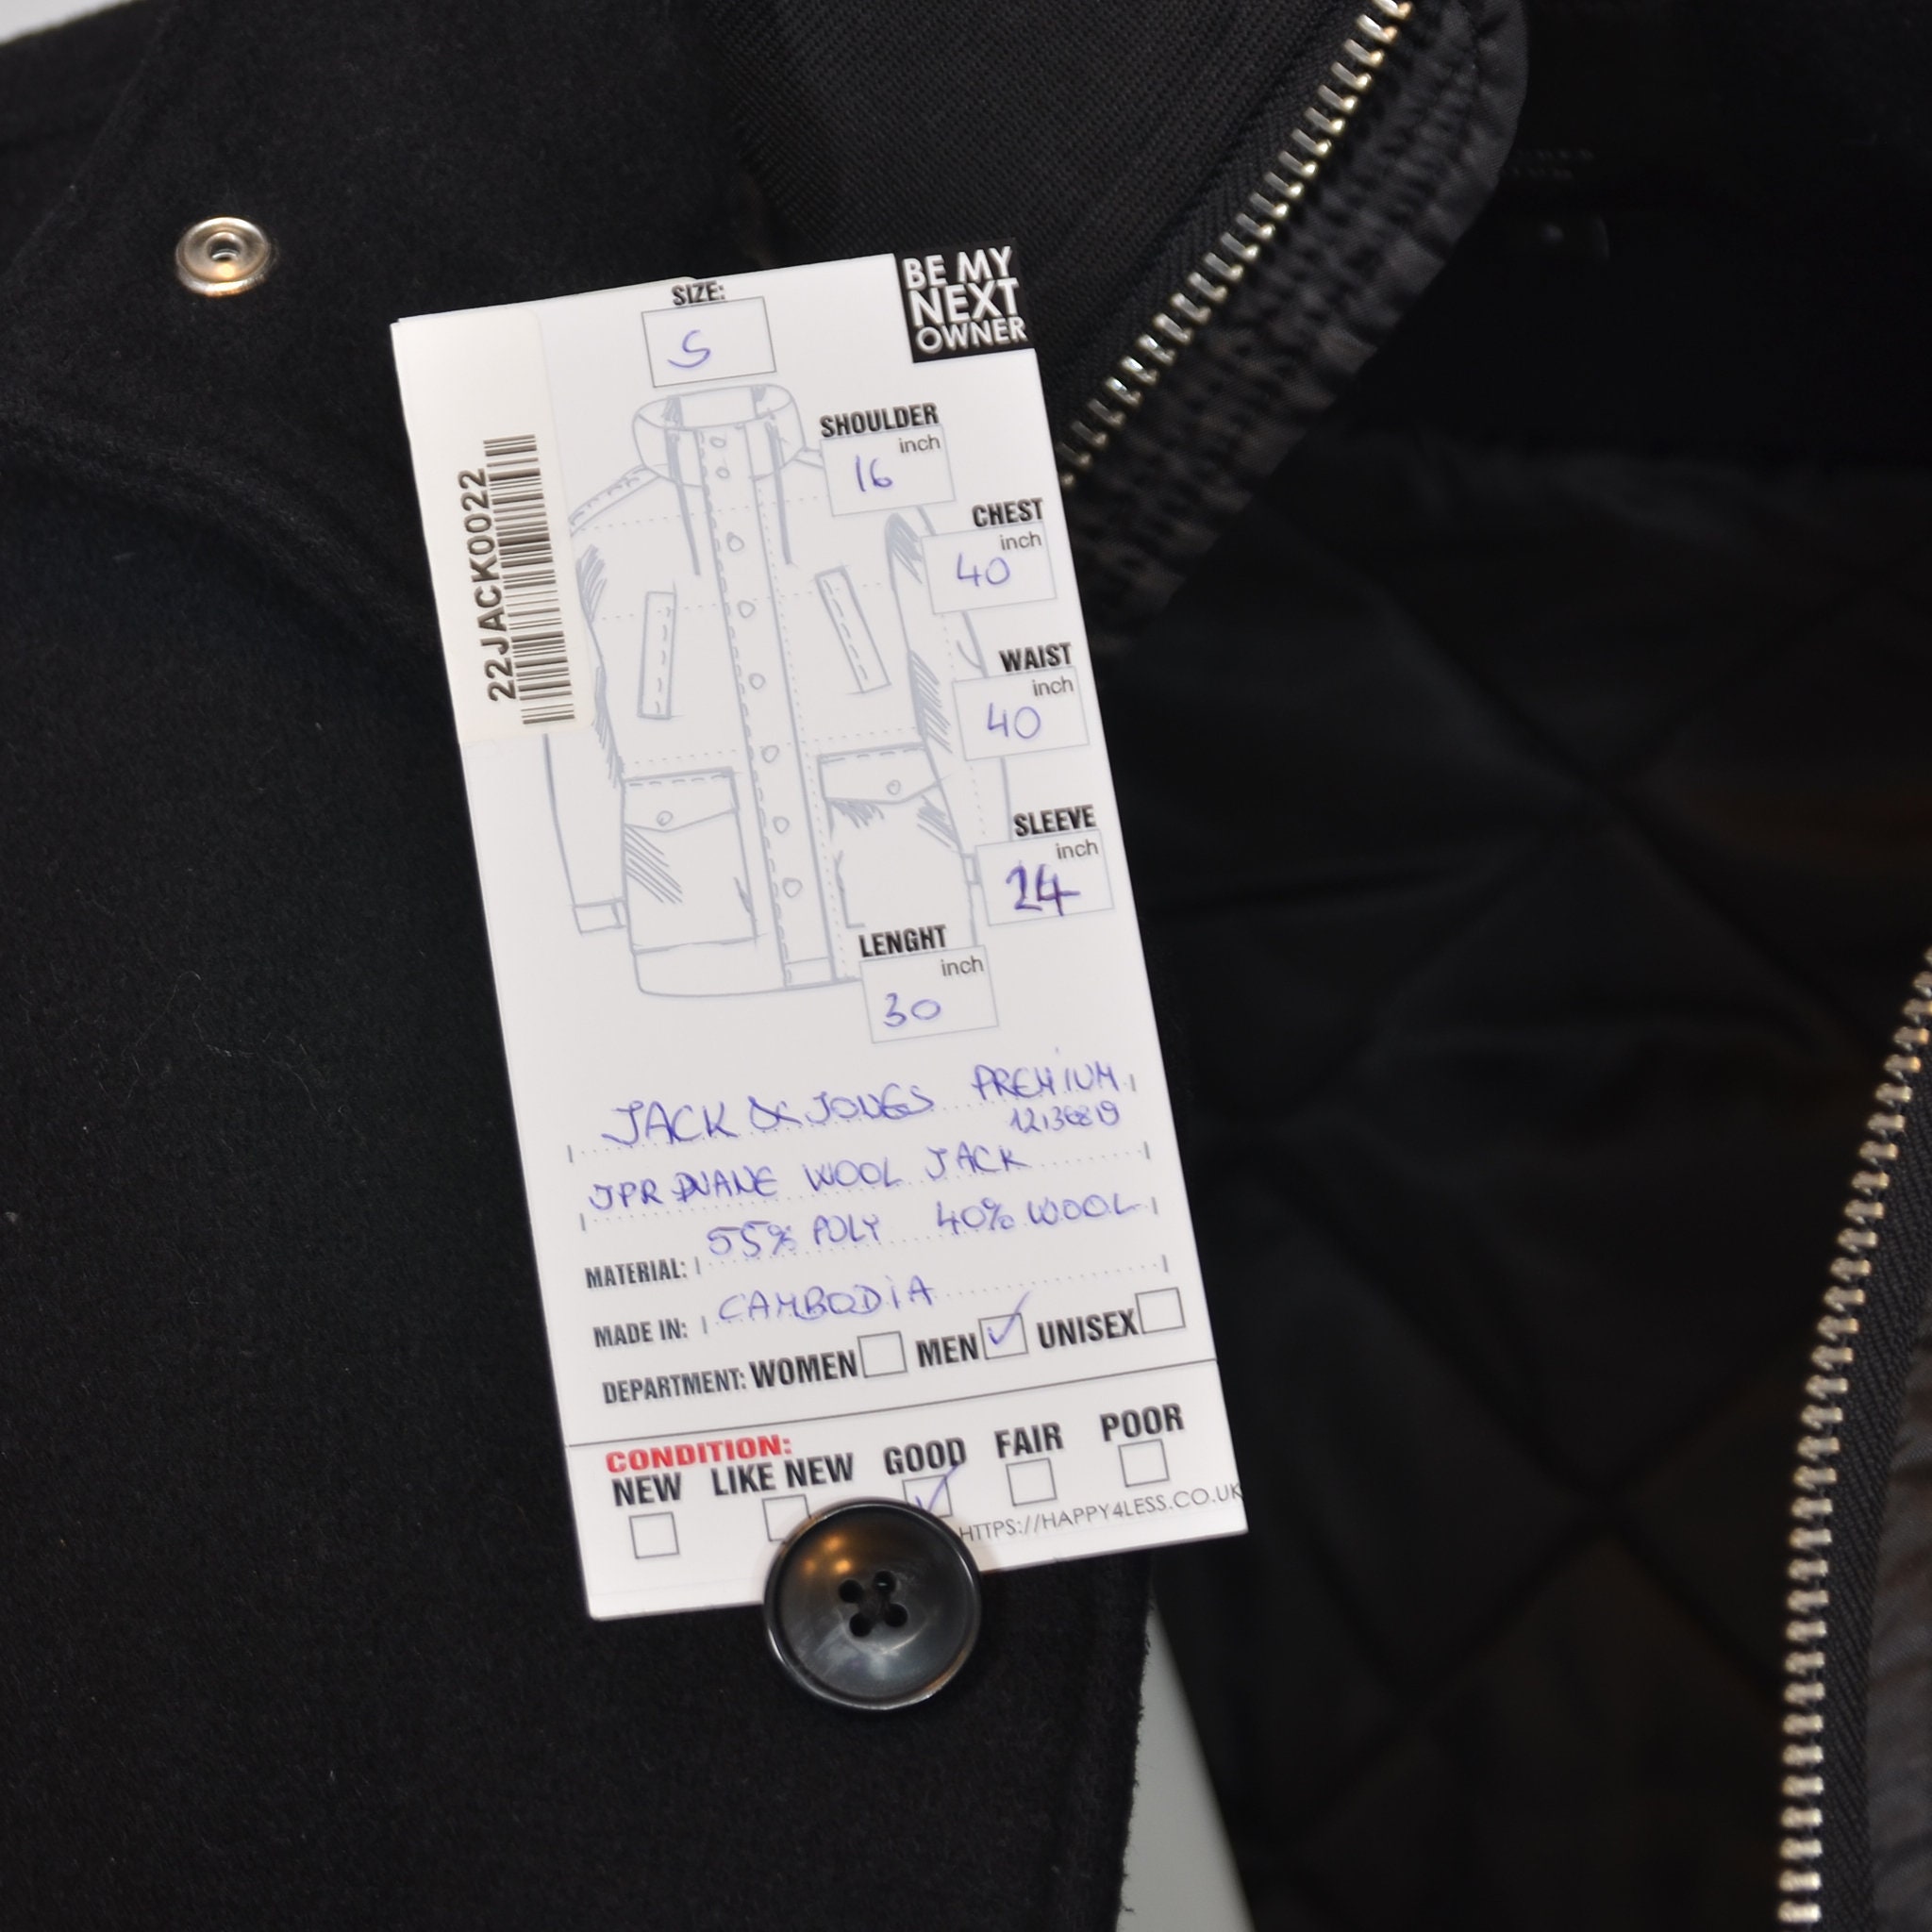 BE MY
NEXT
OWNER
SIZE:
S
22JACK0022
SHOULDER
inch
16
CHEST
inch
40
WAIST
inch
40
SLEEVE
inch
24
LENGHT
inch
30
JACK & JONES PREMIUM
JPR DUANE WOOL JACK
MATERIAL: 55% POLY 40% WOOL
MADE IN: CAMBODIA
DEPARTMENT: WOMEN MEN UNISEX
CONDITION:
NEW LIKE NEW GOOD FAIR POOR
HTTPS://HAPPY4LESS.CO.UK